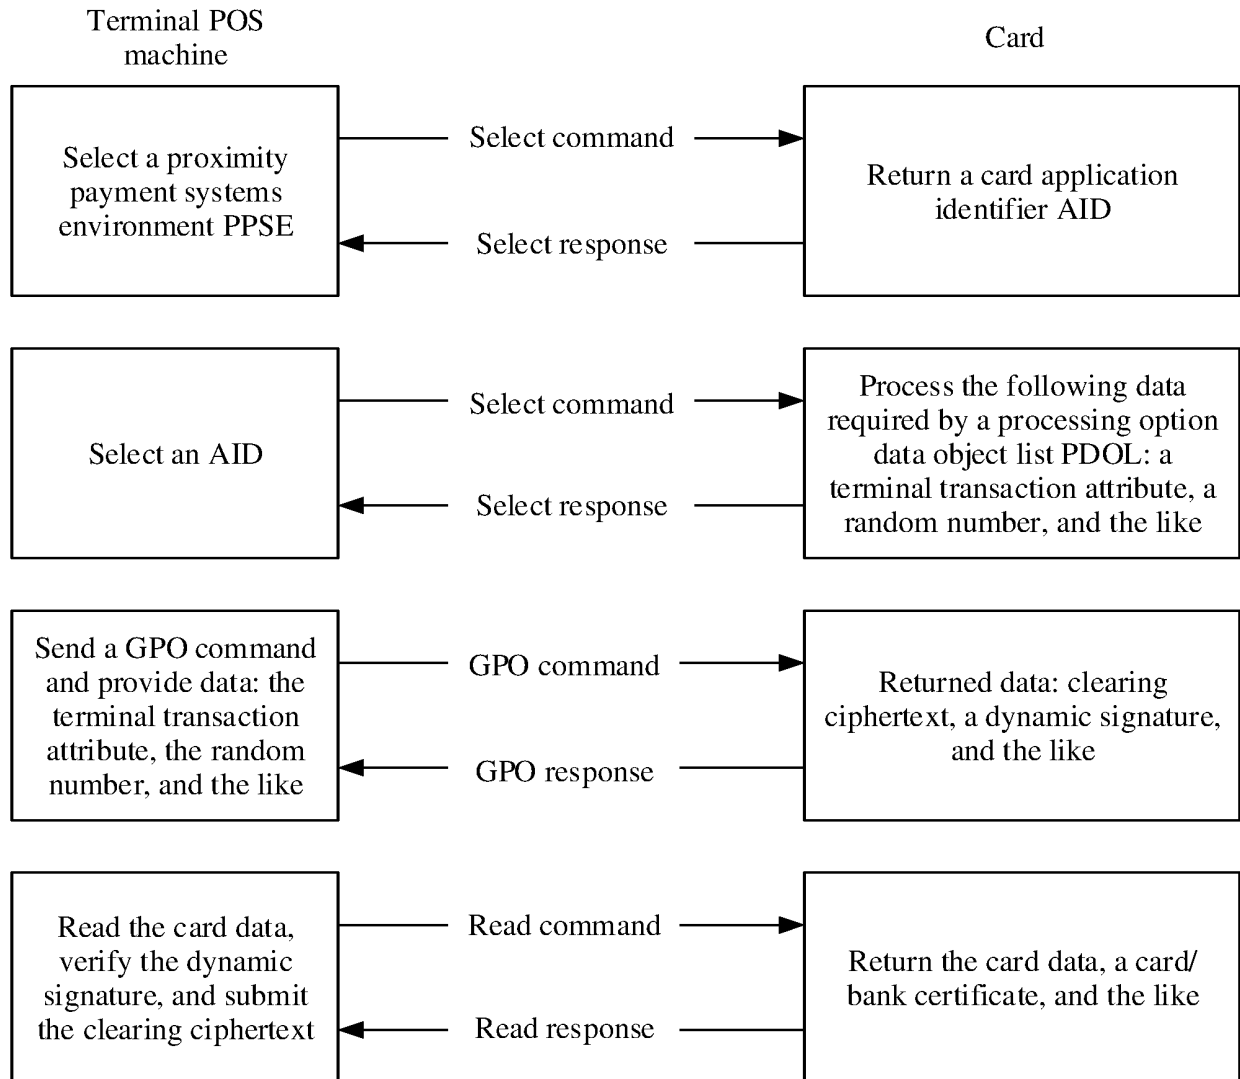 Terminal POS
machine
Card
Select a proximity
payment systems
environment PPSE
Select command
Select response
Return a card application
identifier AID
Select an AID
Select command
Select response
Process the following data
required by a processing option
data object list PDOL: a
terminal transaction attribute, a
random number, and the like
Send a GPO command
and provide data: the
terminal transaction
attribute, the random
number, and the like
GPO command
GPO response
Returned data: clearing
ciphertext, a dynamic signature,
and the like
Read the card data,
verify the dynamic
signature, and submit
the clearing ciphertext
Read command
Read response
Return the card data, a card/
bank certificate, and the like